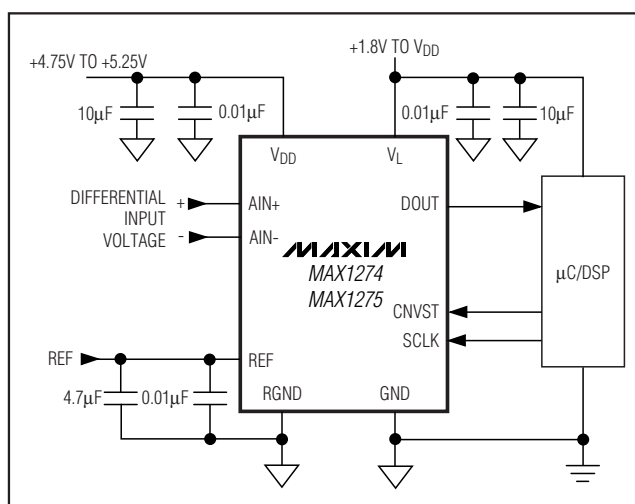 +1.8V TO VDD
+4.75V TO +5.25V
10µF
0.01µF
0.01µF
10µF
VDD
VL
DIFFERENTIAL
INPUT
VOLTAGE
+
-
AIN+
AIN-
DOUT
MAXIM
MAX1274
MAX1275
µC/DSP
CNVST
SCLK
REF
REF
4.7µF
0.01µF
RGND
GND